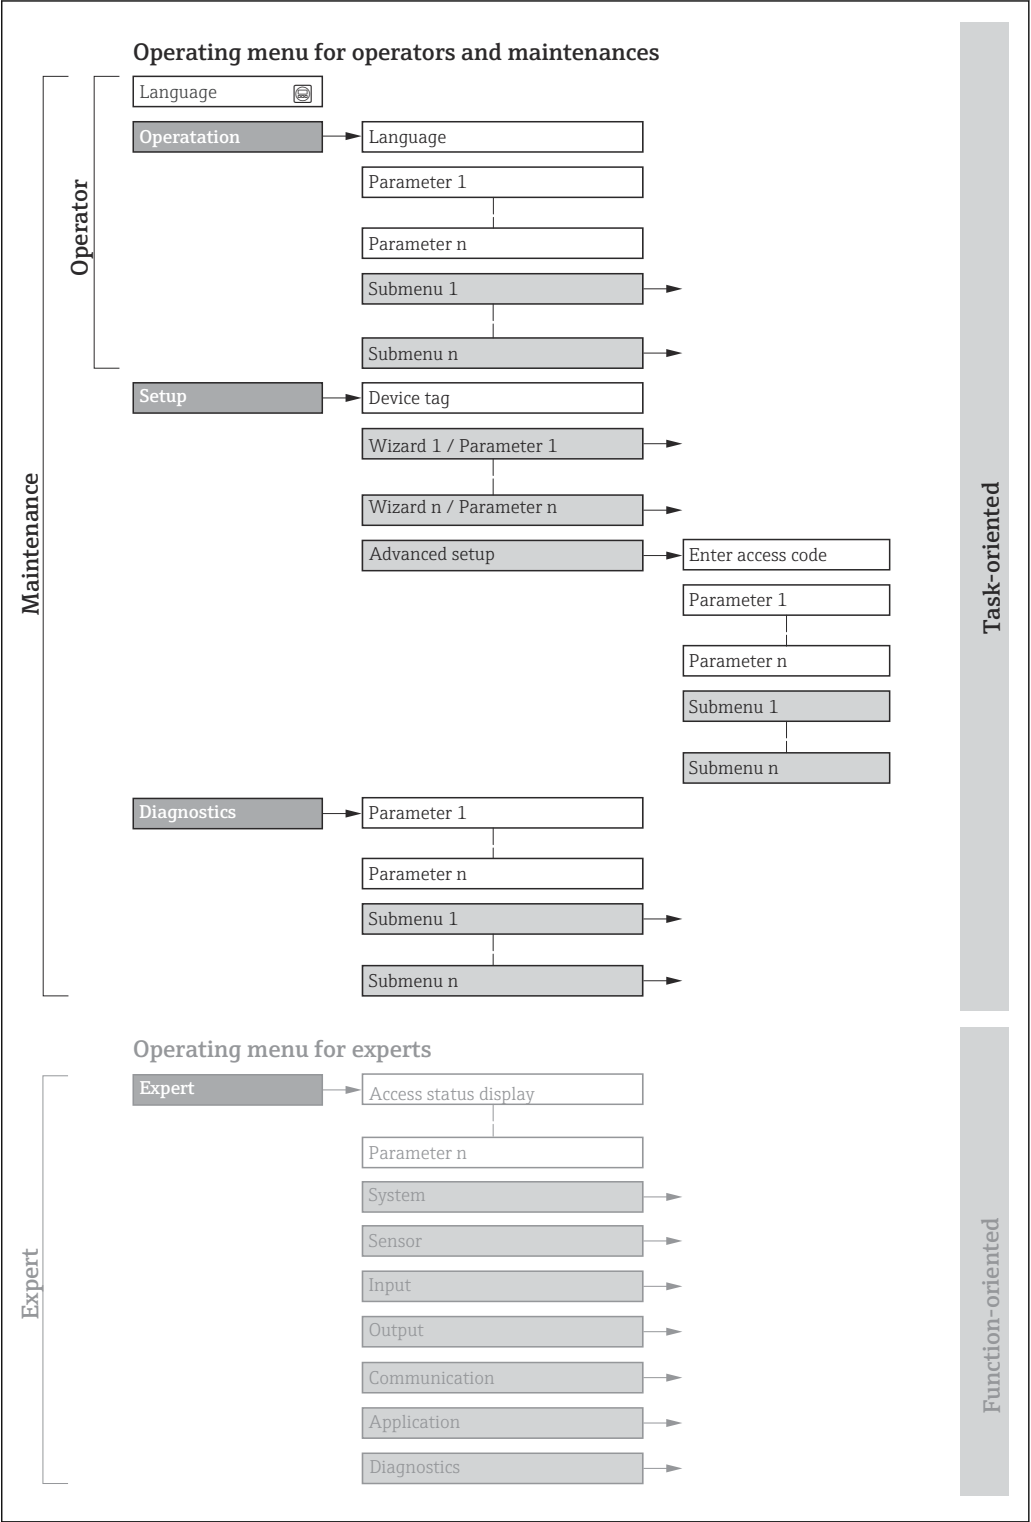 Operating menu for operators and maintenances
Language
Operatation
Language
Parameter 1
Parameter n
Submenu 1
Submenu n
Operator
Setup
Device tag
Wizard 1 / Parameter 1
Wizard n / Parameter n
Advanced setup
Enter access code
Parameter 1
Parameter n
Submenu 1
Submenu n
Diagnostics
Parameter 1
Parameter n
Submenu 1
Submenu n
Maintenance
Task-oriented
Operating menu for experts
Expert
Access status display
Parameter n
System
Sensor
Input
Output
Communication
Application
Diagnostics
Expert
Function-oriented